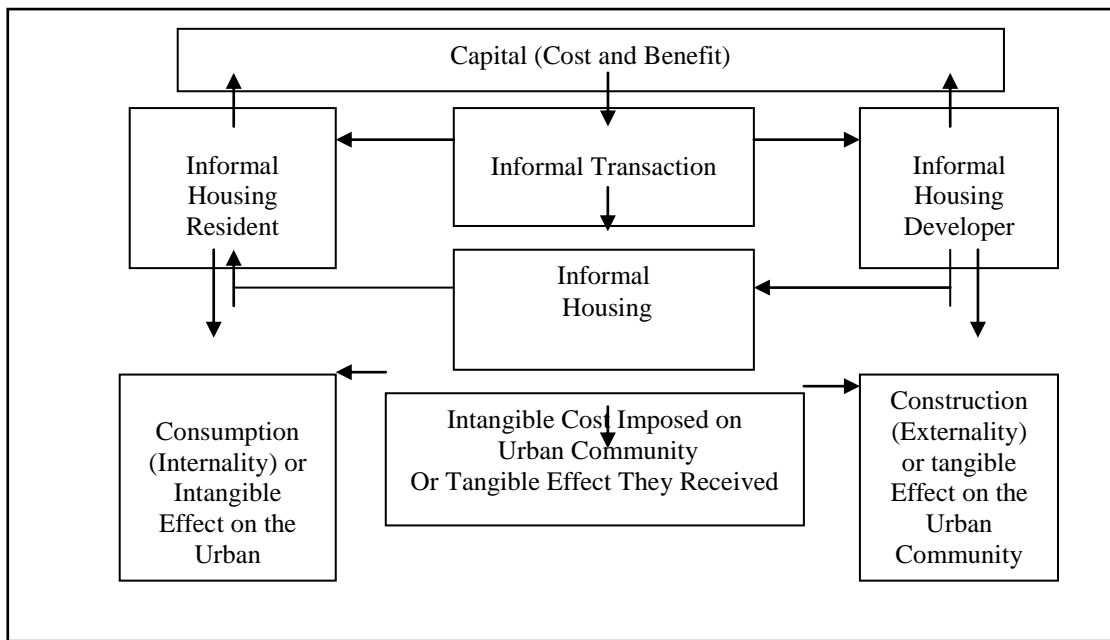 Capital (Cost and Benefit)
Informal
Housing
Resident
Informal Transaction
Informal
Housing
Developer
Informal
Housing
Consumption
(Internality) or
Intangible
Effect on the
Urban
Intangible Cost Imposed on
Urban Community
Or Tangible Effect They Received
Construction
(Externality)
or tangible
Effect on the
Urban
Community